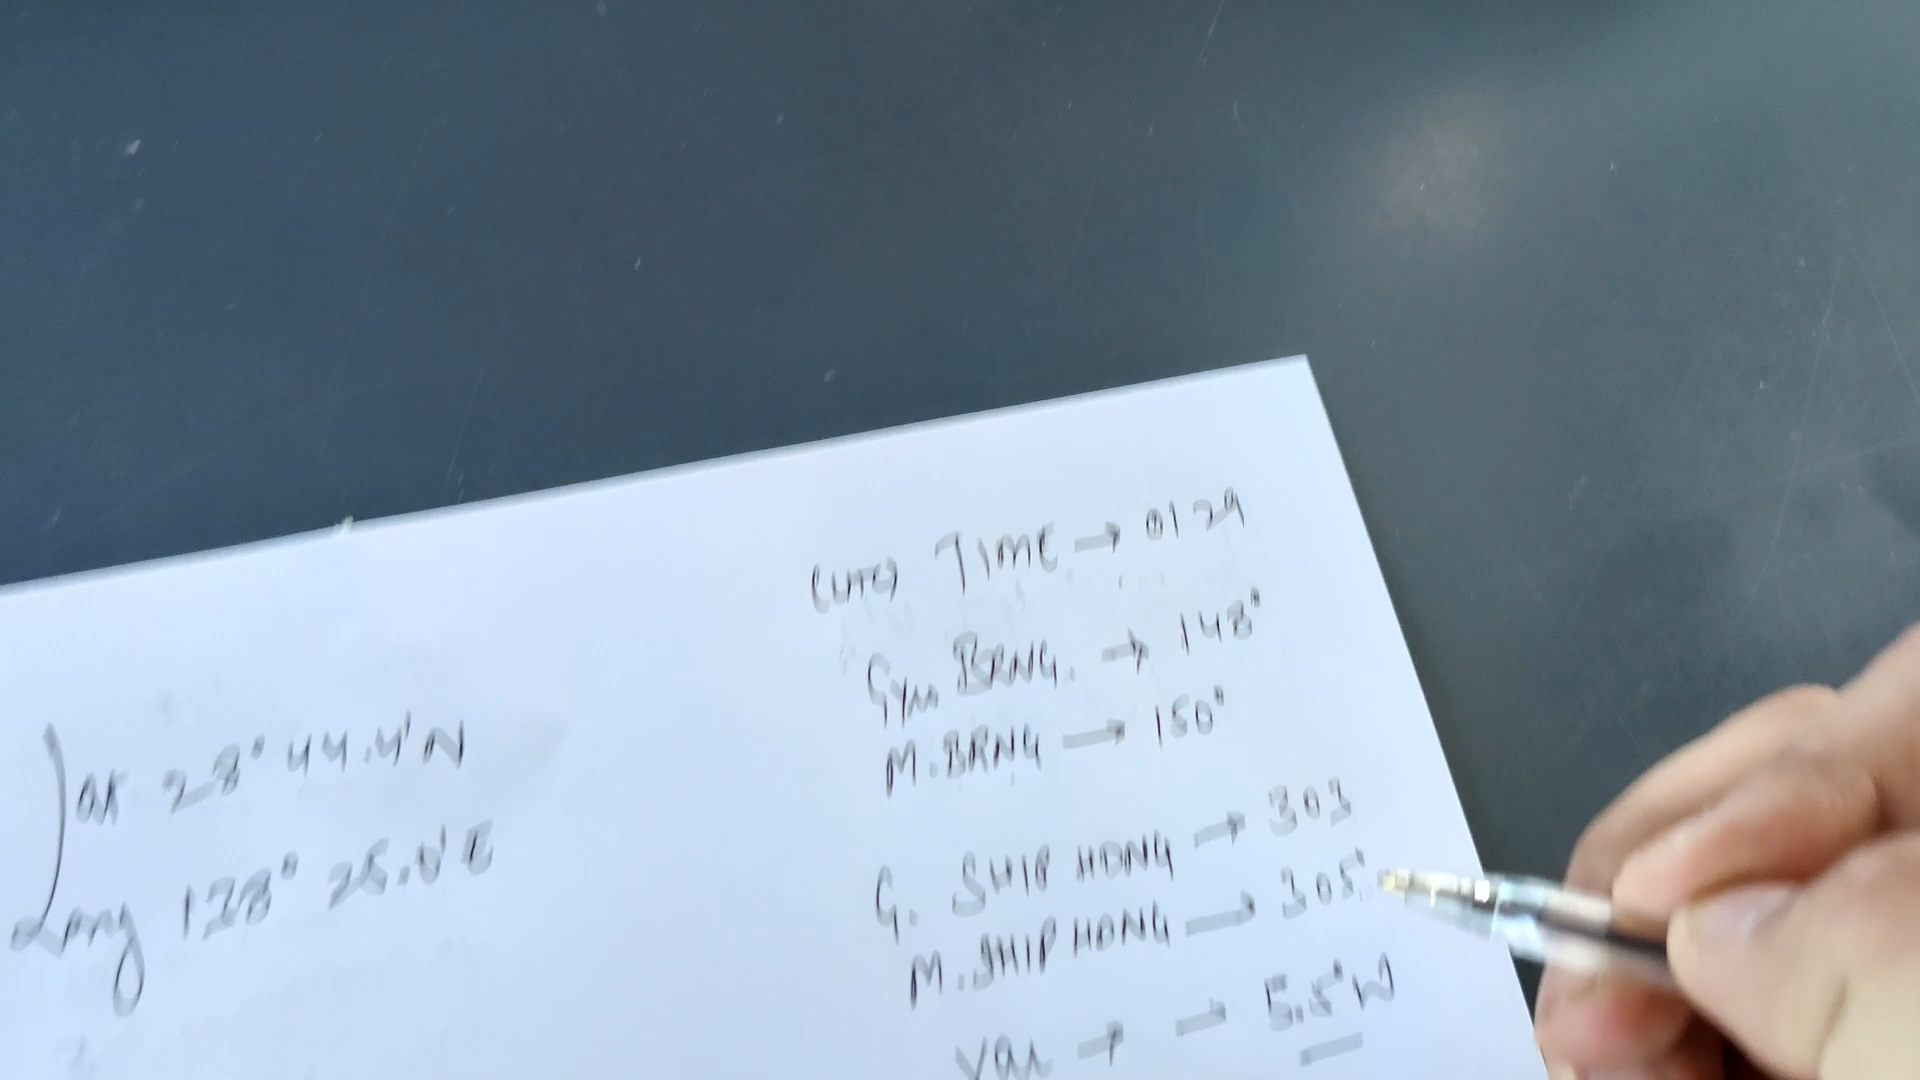 (UTC) TIME → 0129
Gyro BRNG. → 148°
M. BRNG → 150°
Lat 28° 44.4' N
Long 128° 25.0' E
G. SHIP HDNG → 303
M. SHIP HDNG → 305°
Var → → 5.5° W